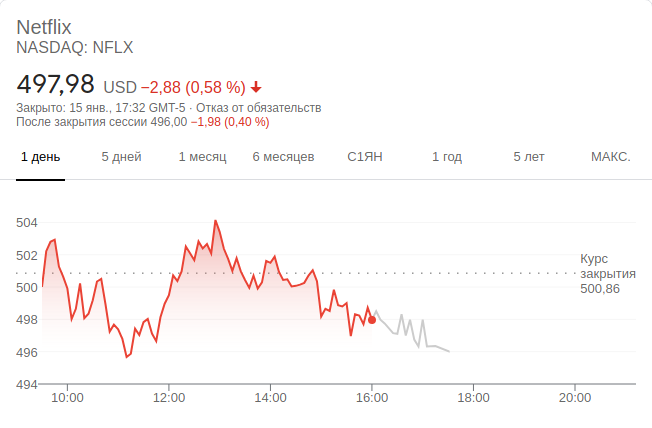 Netflix
NASDAQ: NFLX
497,98 USD −2,88 (0,58 %)
Закрыто: 15 янв., 17:32 GMT-5 · Отказ от обязательств
После закрытия сессии 496,00 −1,98 (0,40 %)
1 день 5 дней 1 месяц 6 месяцев С1ЯН 1 год 5 лет МАКС.
504
502
Курс
закрытия
500,86
500
498
496
494
10:00 12:00 14:00 16:00 18:00 20:00